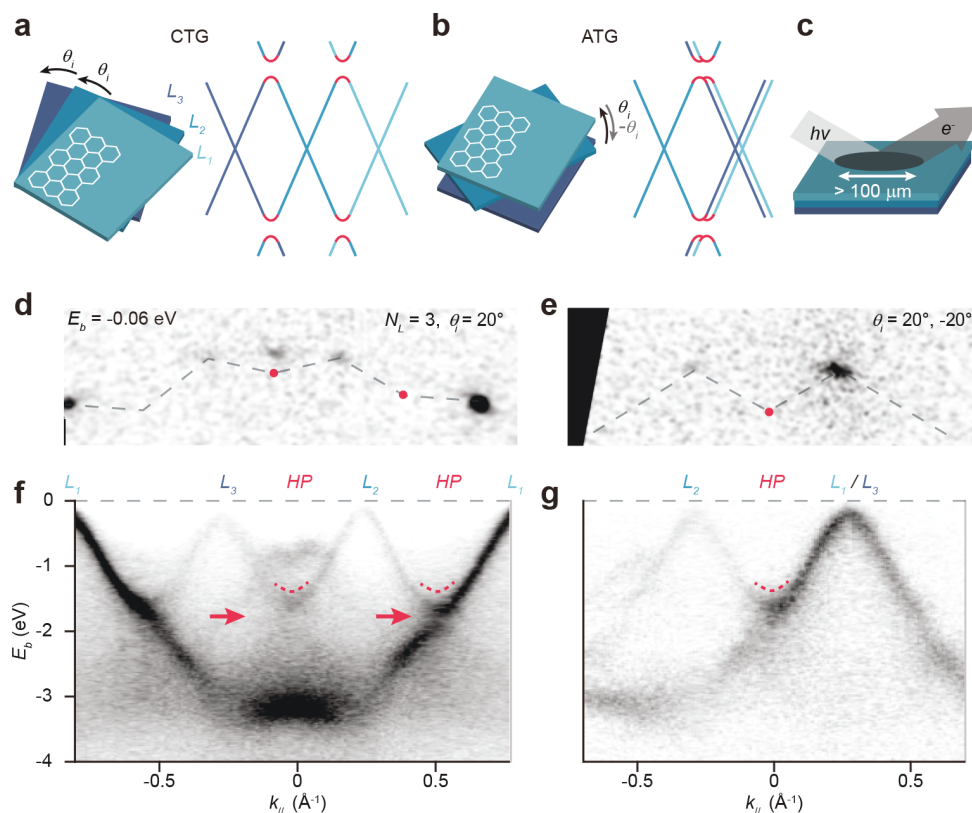 a
CTG
θi
θi
L3
L2
L1
b
ATG
θi
-θi
c
hν
e-
> 100 μm
d
Eb = -0.06 eV
NL = 3, θi = 20°
e
θi = 20°, -20°
f
L1
L3
HP
L2
HP
L1
g
L2
HP
L1 / L3
0
-1
-2
-3
-4
Eb (eV)
-0.5
0
0.5
k// (Å-1)
-0.5
0
0.5
k// (Å-1)